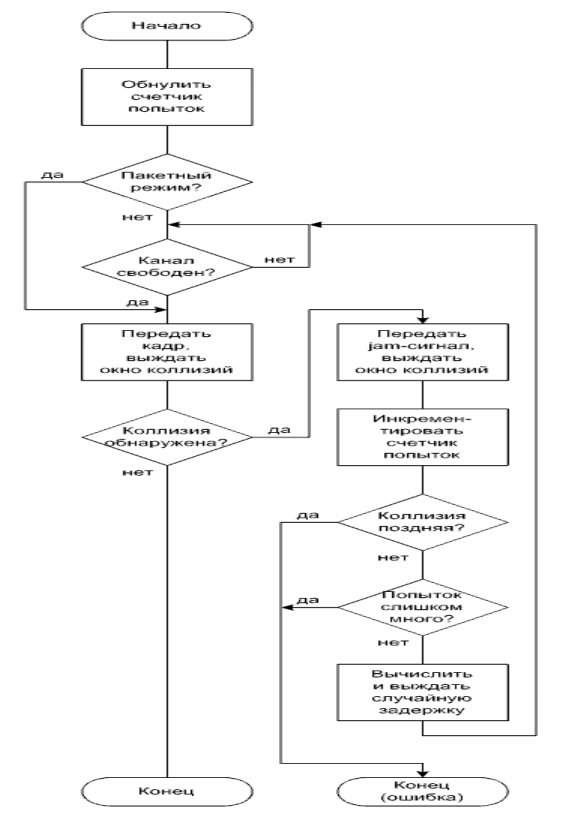 Начало
Обнулить
счетчик
попыток
да
Пакетный
режим?
нет
Канал
свободен?
нет
да
Передать
кадр,
выждать
окно коллизий
Коллизия
обнаружена?
да
нет
Передать
jam-сигнал,
выждать
окно коллизий
Инкремен-
тировать
счетчик
попыток
да
Коллизия
поздняя?
нет
да
Попыток
слишком
много?
нет
Вычислить
и выждать
случайную
задержку
Конец
Конец
(ошибка)